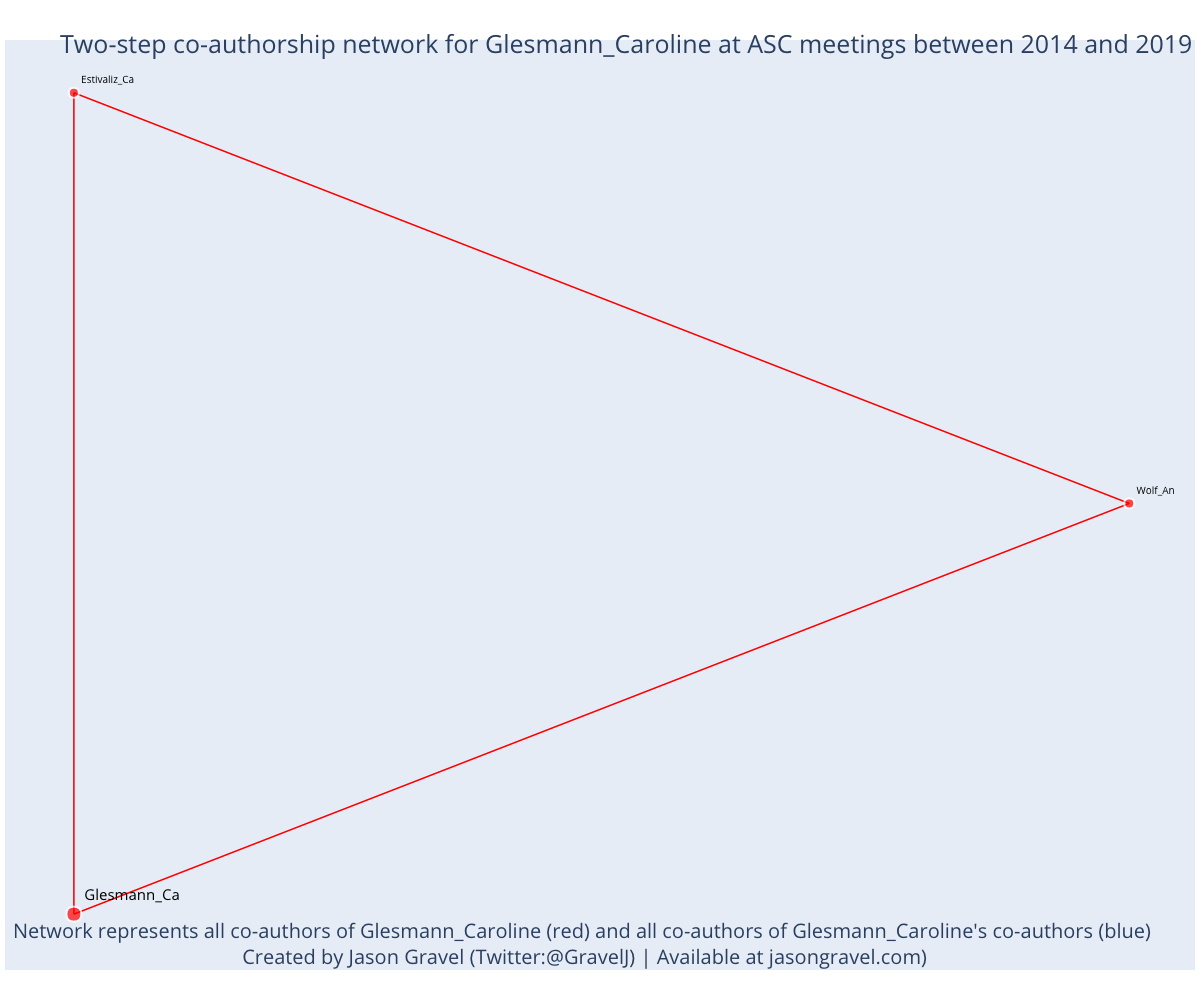 Two-step co-authorship network for Glesmann_Caroline at ASC meetings between 2014 and 2019
Estivaliz_Ca
Wolf_An
Glesmann_Ca
Network represents all co-authors of Glesmann_Caroline (red) and all co-authors of Glesmann_Caroline's co-authors (blue)
Created by Jason Gravel (Twitter:@GravelJ) | Available at jasongravel.com)